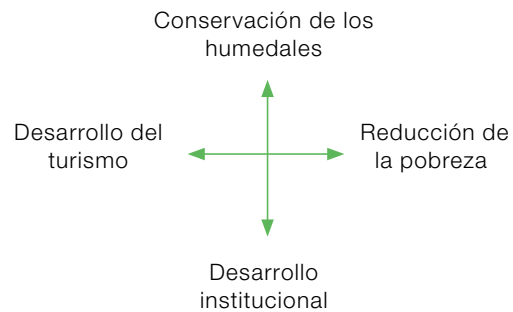 Conservación de los
humedales
Desarrollo del
turismo
Reducción de
la pobreza
Desarrollo
institucional